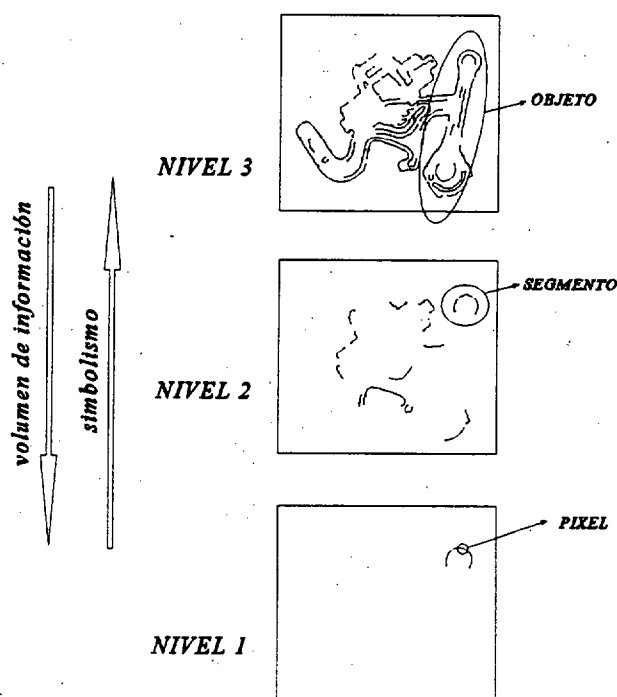 OBJETO
NIVEL 3
SEGMENTO
NIVEL 2
PIXEL
NIVEL 1
volumen de información
simbolismo